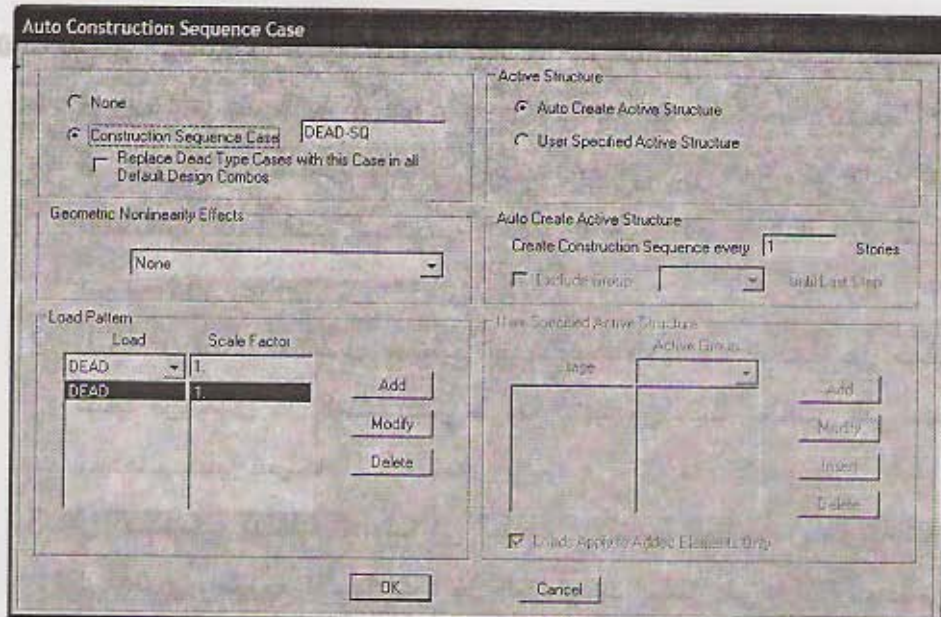 Auto Construction Sequence Case
None
Construction Sequence Case
DEAD-SQ
Replace Dead Type Cases with this Case in all
Default Design Combos
Active Structure
Auto Create Active Structure
User Specified Active Structure
Geometric Nonlinearity Effects
None
Auto Create Active Structure
Create Construction Sequence every 1 Stories
Exclude group Until Last Step
Load Pattern
Load Scale Factor
DEAD 1.
DEAD 1.
Add
Modify
Delete
User Specified Active Structure
Active Group
Stage
Add
Modify
Insert
Delete
Loads Apply to Added Elements Only
OK
Cancel